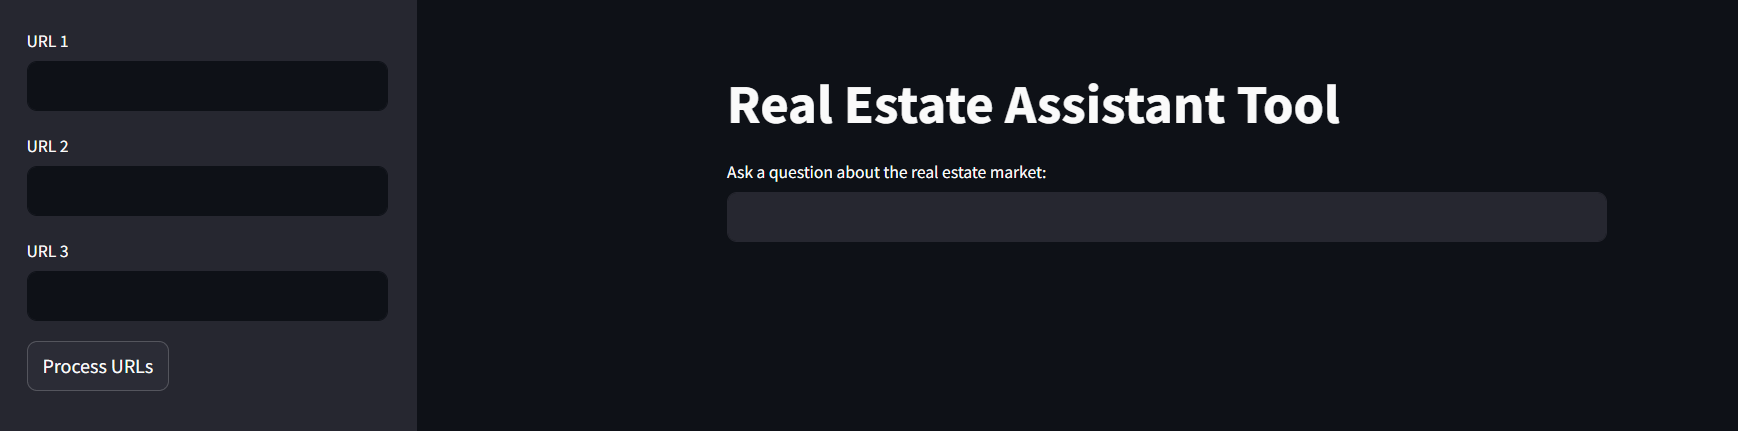 URL 1
URL 2
URL 3
Process URLs
Real Estate Assistant Tool
Ask a question about the real estate market: